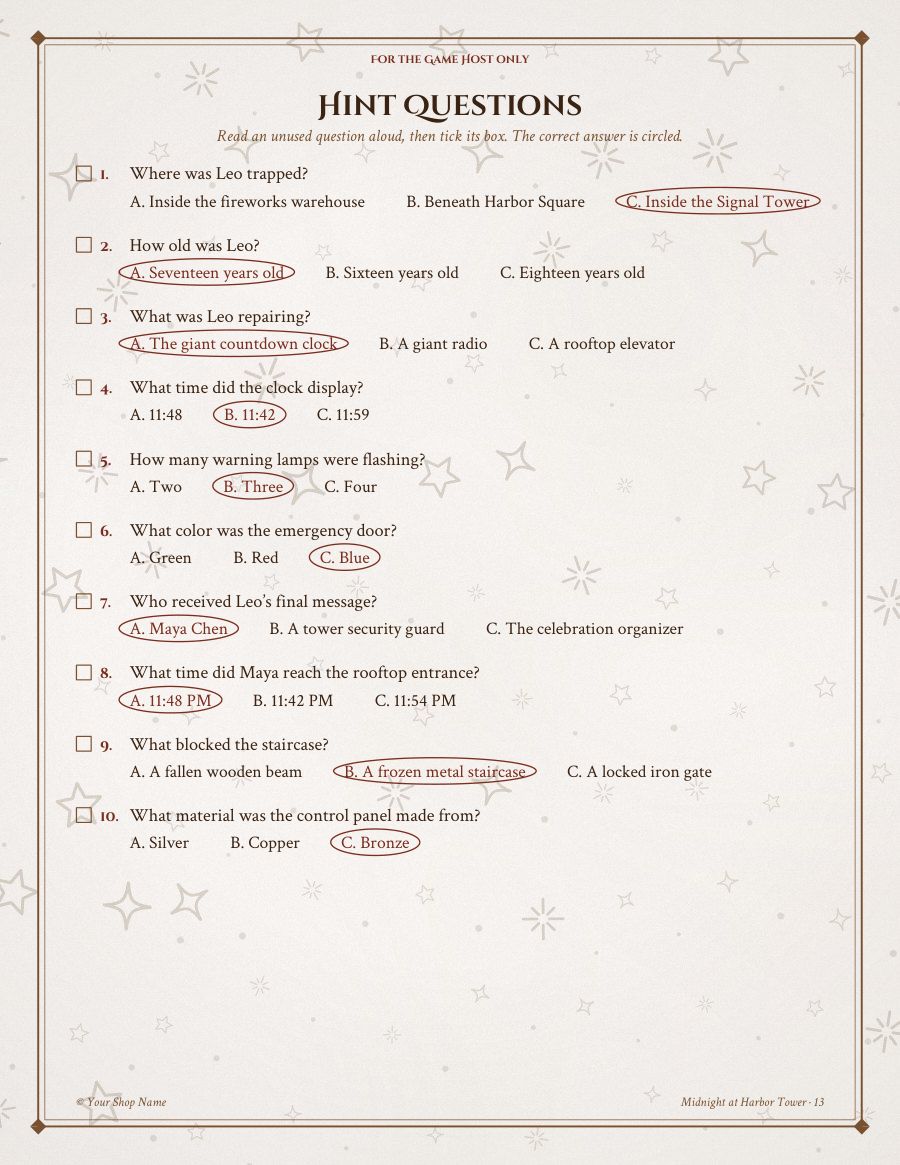 For the Game Host Only
Hint Questions
Read an unused question aloud, then tick its box. The correct answer is circled.
1. Where was Leo trapped?
A. Inside the fireworks warehouse B. Beneath Harbor Square C. Inside the Signal Tower
2. How old was Leo?
A. Seventeen years old B. Sixteen years old C. Eighteen years old
3. What was Leo repairing?
A. The giant countdown clock B. A giant radio C. A rooftop elevator
4. What time did the clock display?
A. 11:48 B. 11:42 C. 11:59
5. How many warning lamps were flashing?
A. Two B. Three C. Four
6. What color was the emergency door?
A. Green B. Red C. Blue
7. Who received Leo’s final message?
A. Maya Chen B. A tower security guard C. The celebration organizer
8. What time did Maya reach the rooftop entrance?
A. 11:48 PM B. 11:42 PM C. 11:54 PM
9. What blocked the staircase?
A. A fallen wooden beam B. A frozen metal staircase C. A locked iron gate
10. What material was the control panel made from?
A. Silver B. Copper C. Bronze
© Your Shop Name Midnight at Harbor Tower · 13